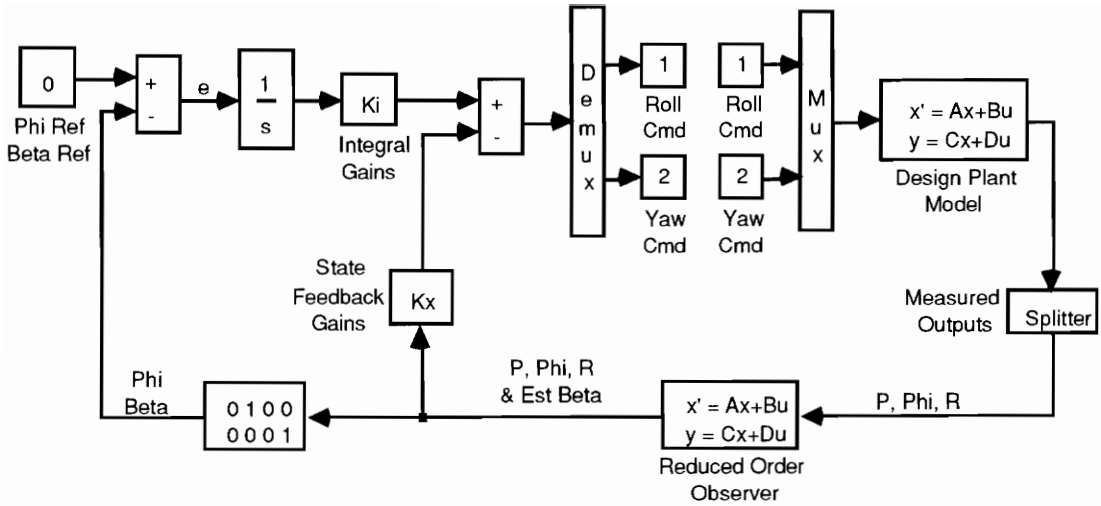 0
Phi Ref
Beta Ref
+
-
e
1
s
Ki
Integral
Gains
+
-
D
e
m
u
x
1
Roll
Cmd
2
Yaw
Cmd
1
Roll
Cmd
2
Yaw
Cmd
M
u
x
x' = Ax+Bu
y = Cx+Du
Design Plant
Model
State
Feedback
Gains
Kx
Measured
Outputs
Splitter
Phi
Beta
0 1 0 0
0 0 0 1
P, Phi, R
& Est Beta
x' = Ax+Bu
y = Cx+Du
Reduced Order
Observer
P, Phi, R